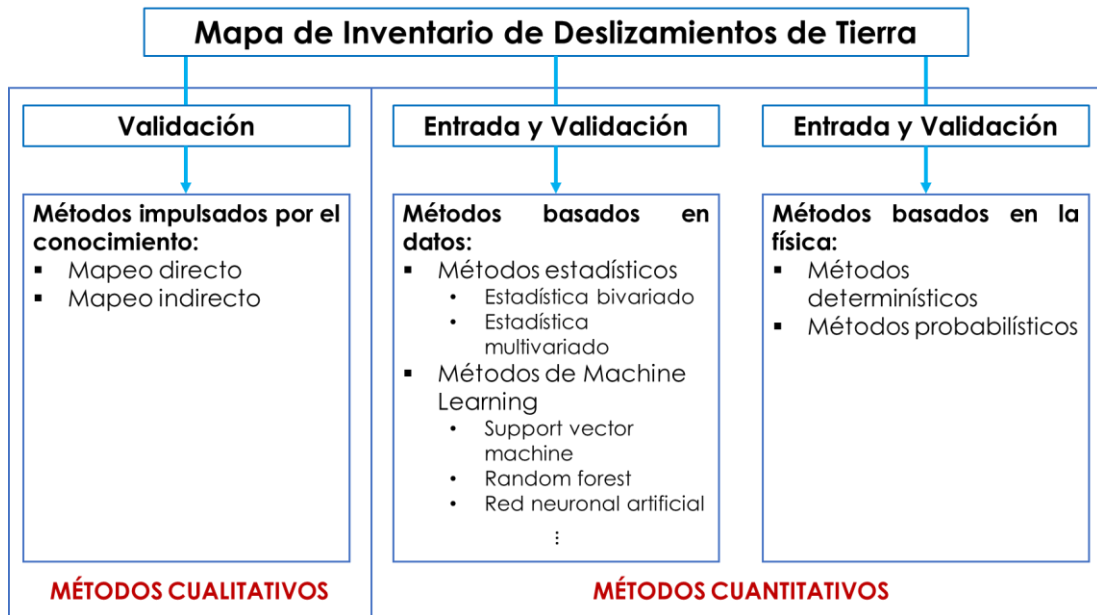 Mapa de Inventario de Deslizamientos de Tierra
Validación
Métodos impulsados por el
conocimiento:
▪ Mapeo directo
▪ Mapeo indirecto
MÉTODOS CUALITATIVOS
Entrada y Validación
Métodos basados en
datos:
▪ Métodos estadísticos
• Estadística bivariado
• Estadística
multivariado
▪ Métodos de Machine
Learning
• Support vector
machine
• Random forest
• Red neuronal artificial
⋮
Entrada y Validación
Métodos basados en la
física:
▪ Métodos
determinísticos
▪ Métodos probabilísticos
MÉTODOS CUANTITATIVOS